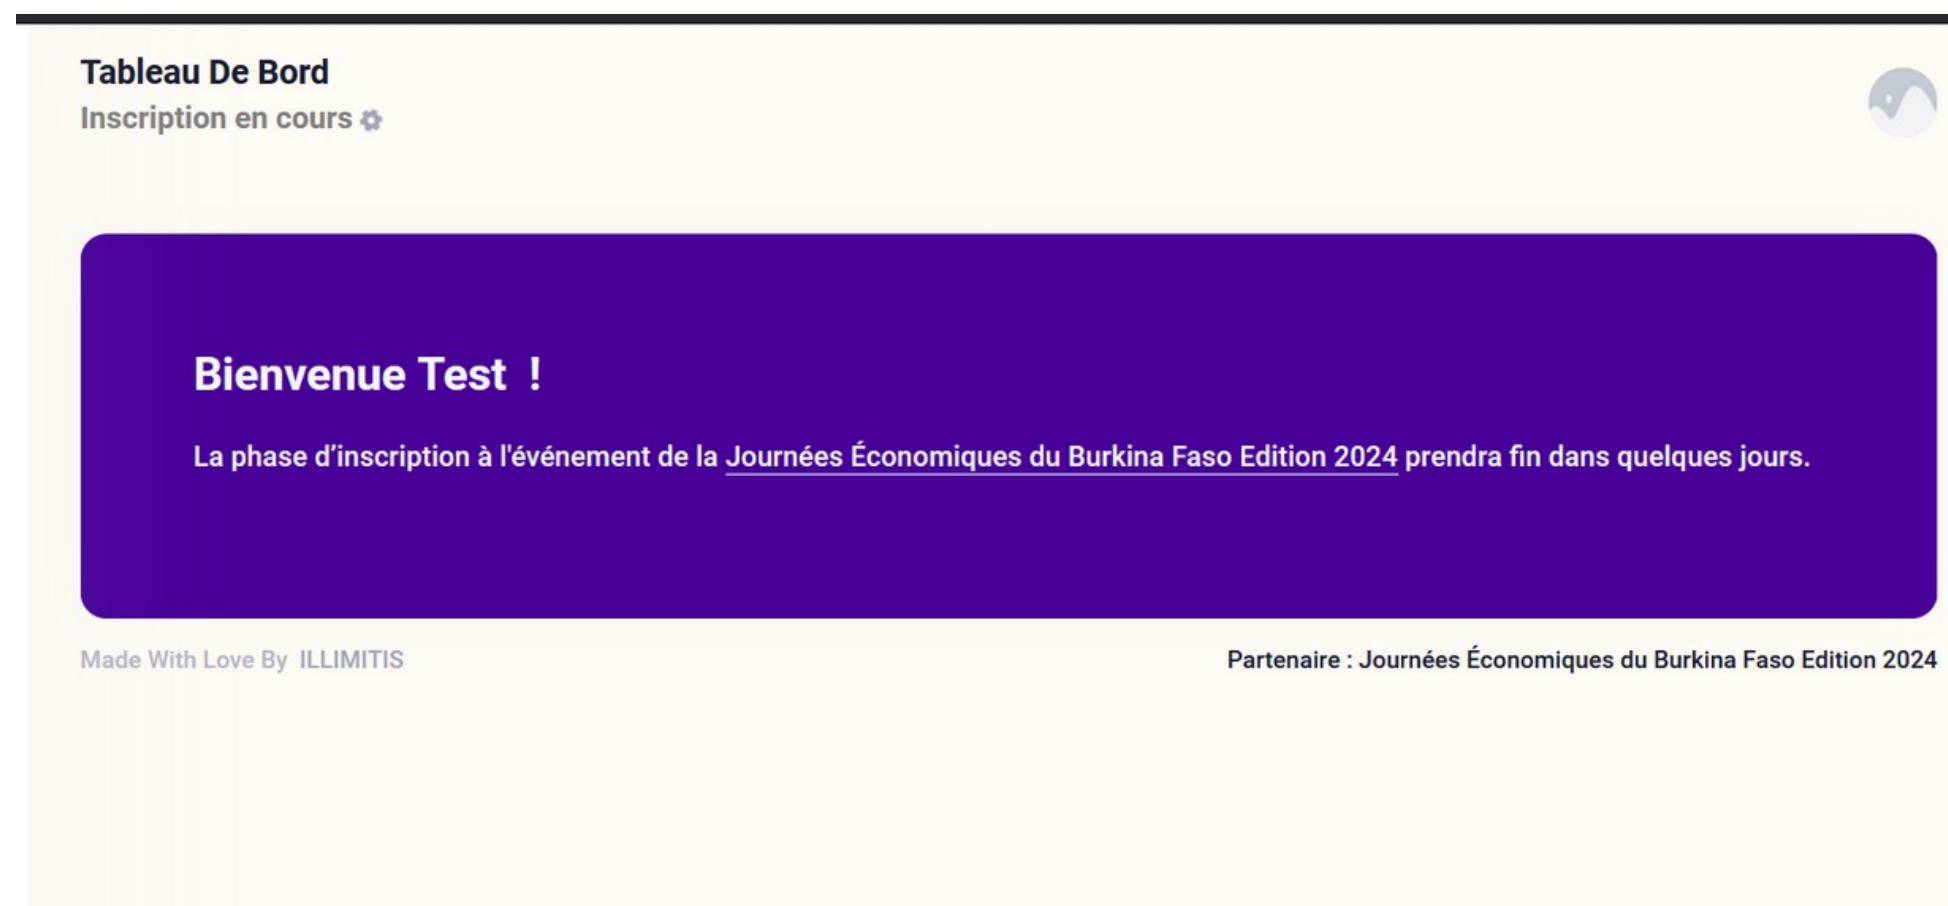 Tableau De Bord
Inscription en cours
Bienvenue Test !
La phase d’inscription à l'événement de la Journées Économiques du Burkina Faso Edition 2024 prendra fin dans quelques jours.
Made With Love By ILLIMITIS
Partenaire : Journées Économiques du Burkina Faso Edition 2024